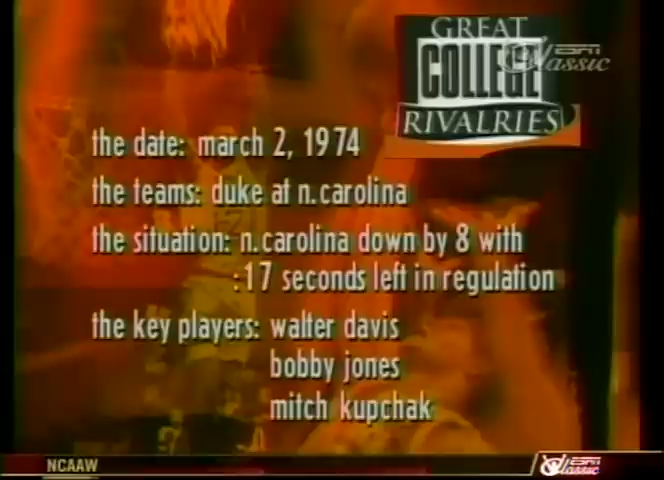 GREAT
COLLEGE
RIVALRIES
ESPN
Classic
the date: march 2, 1974
the teams: duke at n.carolina
the situation: n.carolina down by 8 with
:17 seconds left in regulation
the key players: walter davis
bobby jones
mitch kupchak
NCAAW
ESPN
Classic